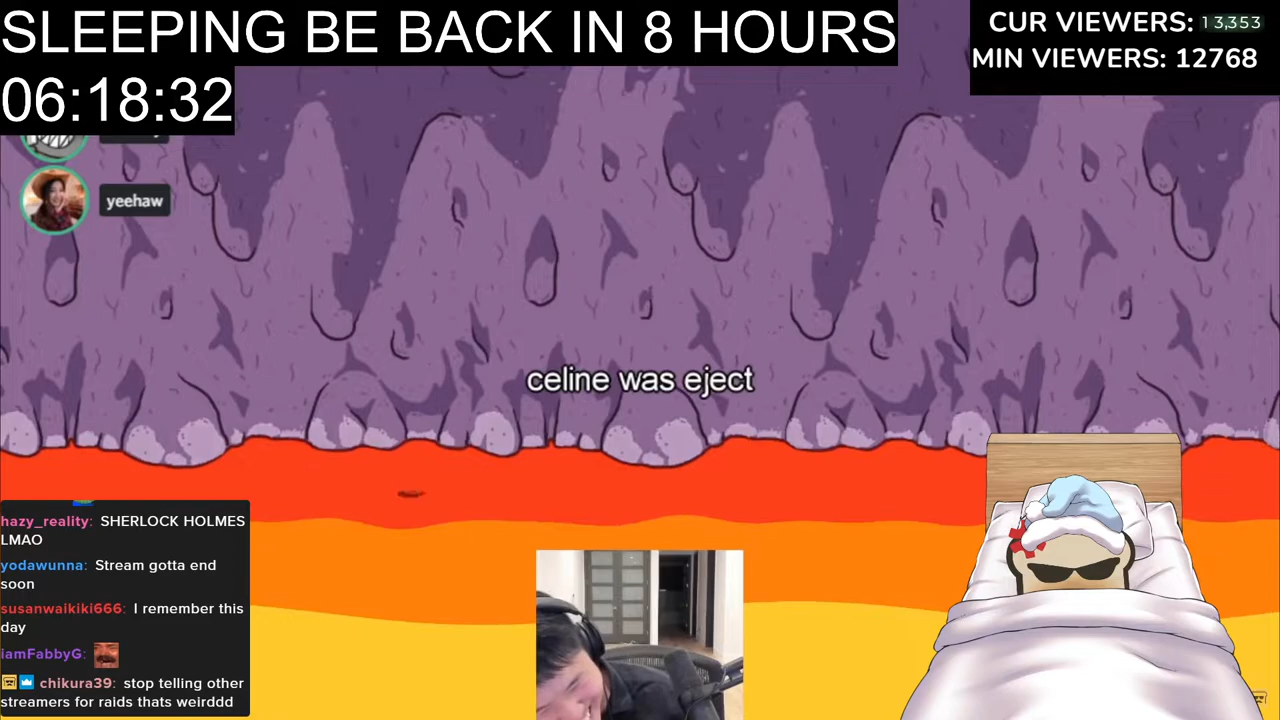 SLEEPING BE BACK IN 8 HOURS
06:18:32
CUR VIEWERS: 13,353
MIN VIEWERS: 12768
yeehaw
celine was eject
hazy_reality: SHERLOCK HOLMES
LMAO
yodawunna: Stream gotta end
soon
susanwaikiki666: I remember this
day
iamFabbyG:
chikura39: stop telling other
streamers for raids thats weirddd